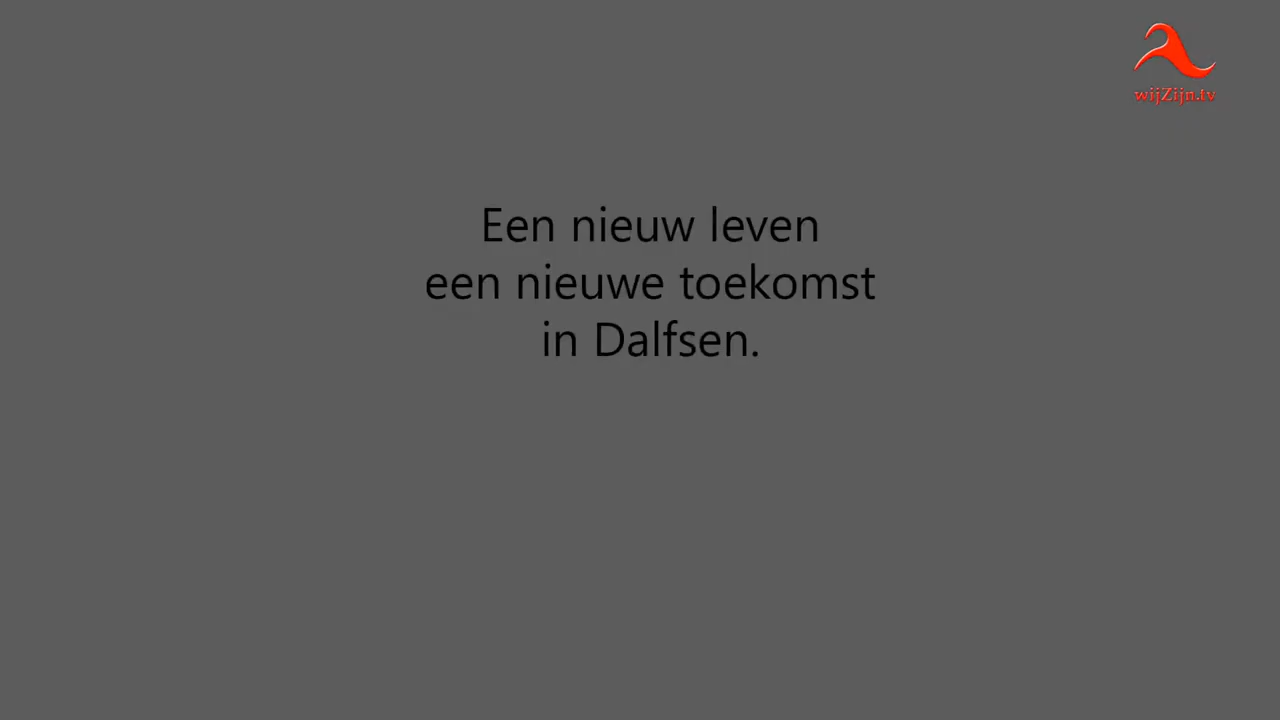 wijZijn.tv
Een nieuw leven
een nieuwe toekomst
in Dalfsen.